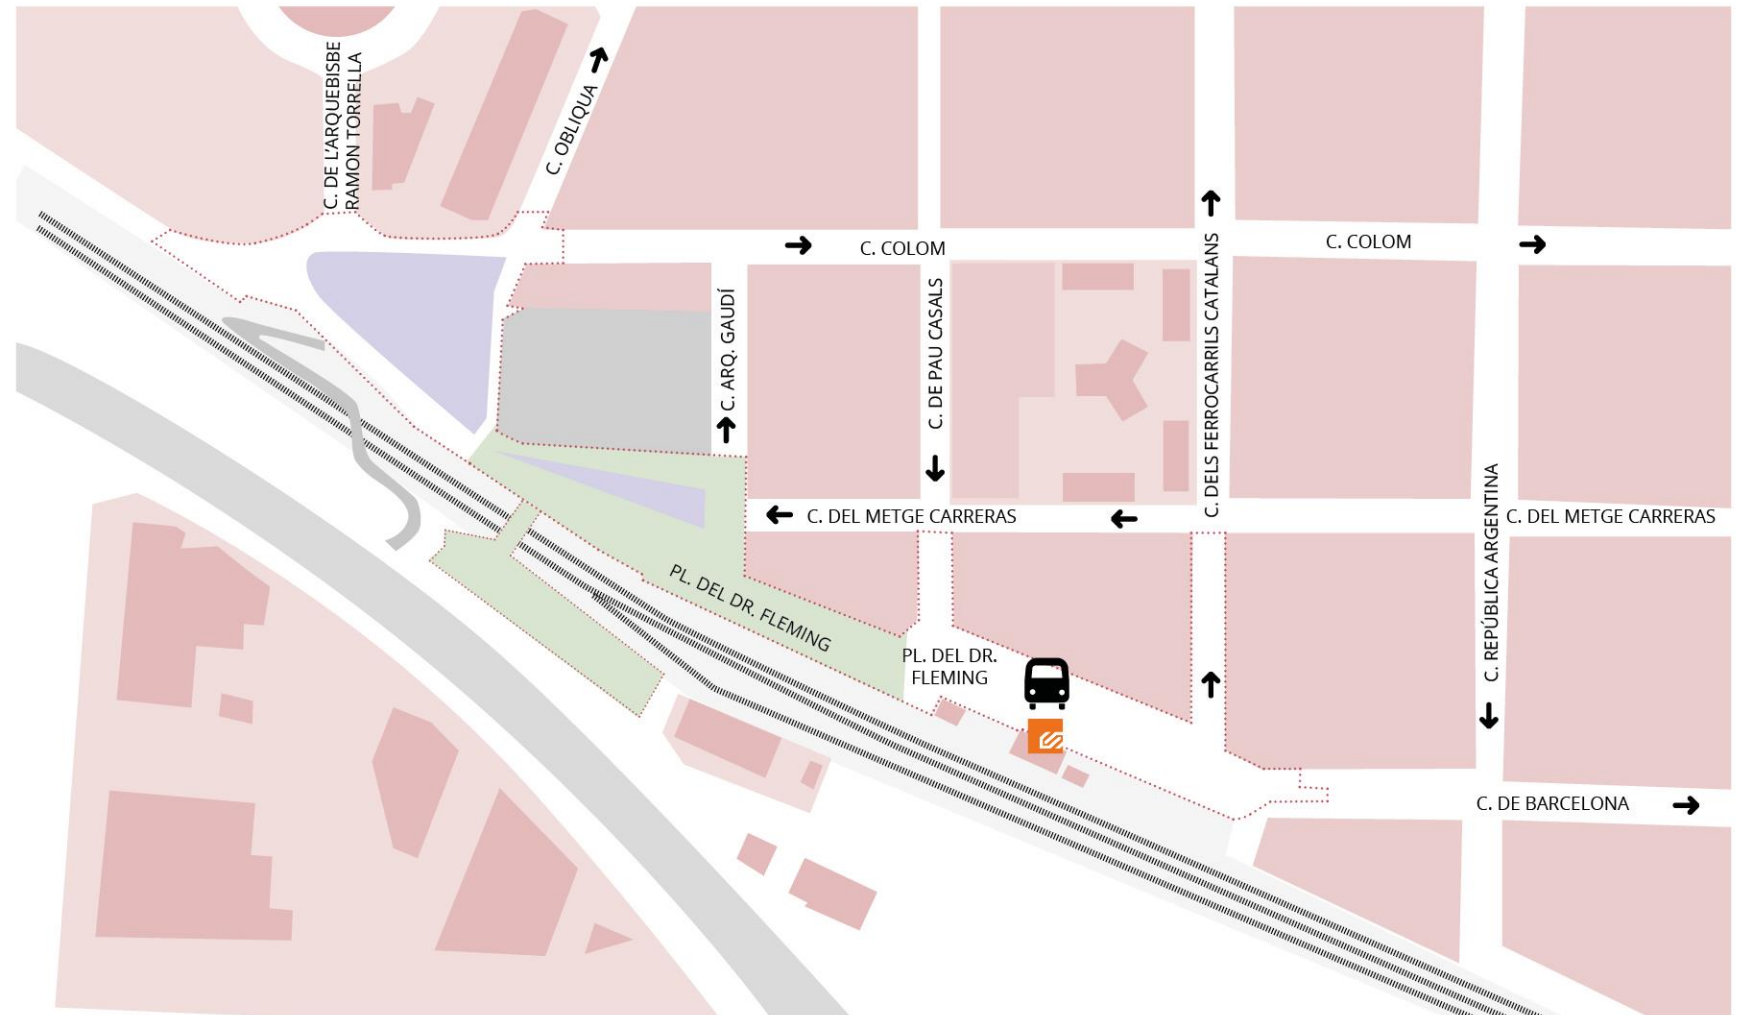 C. DE L'ARQUEBISBE
RAMON TORRELLA
C. OBLIQUA
C. COLOM
C. COLOM
C. ARQ. GAUDÍ
C. DE PAU CASALS
C. DELS FERROCARRILS CATALANS
C. DEL METGE CARRERAS
C. DEL METGE CARRERAS
C. REPÚBLICA ARGENTINA
PL. DEL DR. FLEMING
PL. DEL DR.
FLEMING
C. DE BARCELONA